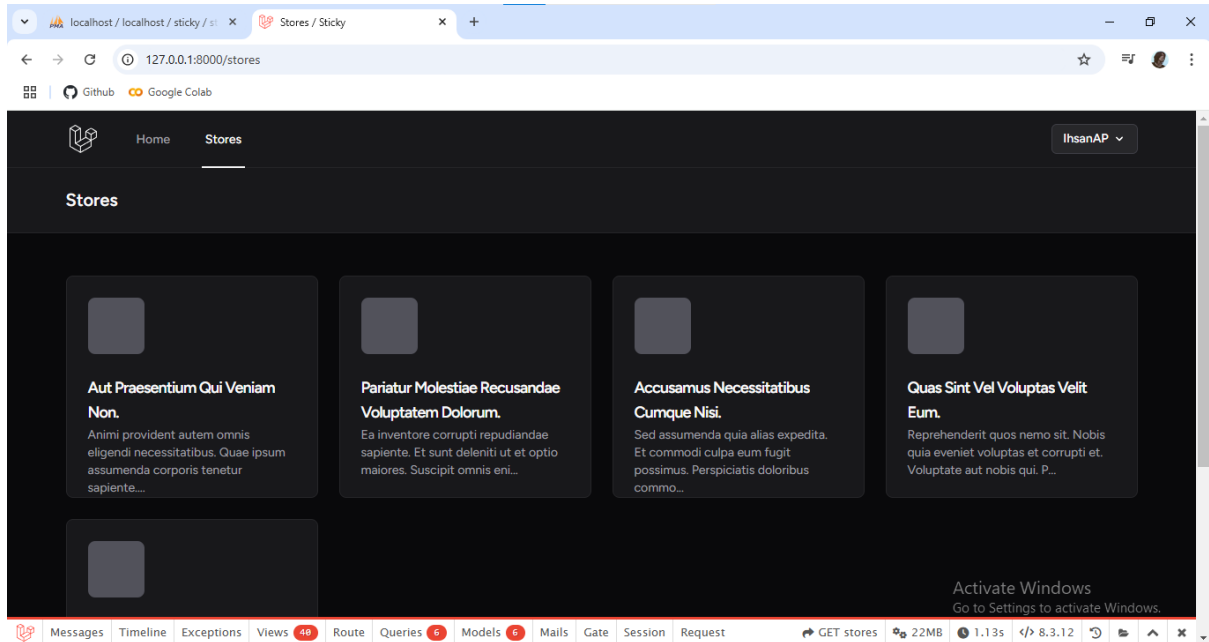 localhost / localhost / sticky / st
Stores / Sticky
127.0.0.1:8000/stores
Github
Google Colab
Home
Stores
IhsanAP
Stores
Aut Praesentium Qui Veniam
Non.
Animi provident autem omnis
eligendi necessitatibus. Quae ipsum
assumenda corporis tenetur
sapiente....
Pariatur Molestiae Recusandae
Voluptatem Dolorum.
Ea inventore corrupti repudiandae
sapiente. Et sunt deleniti ut et optio
maiores. Suscipit omnis eni...
Accusamus Necessitatibus
Cumque Nisi.
Sed assumenda quia alias expedita.
Et commodi culpa eum fugit
possimus. Perspiciatis doloribus
commo...
Quas Sint Vel Voluptas Velit
Eum.
Reprehenderit quos nemo sit. Nobis
quia eveniet voluptas et corrupti et.
Voluptate aut nobis qui. P...
Activate Windows
Go to Settings to activate Windows.
Messages Timeline Exceptions Views 40 Route Queries 6 Models 6 Mails Gate Session Request GET stores 22MB 1.13s </> 8.3.12